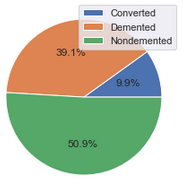 Converted
Demented
Nondemented
39.1%
9.9%
50.9%